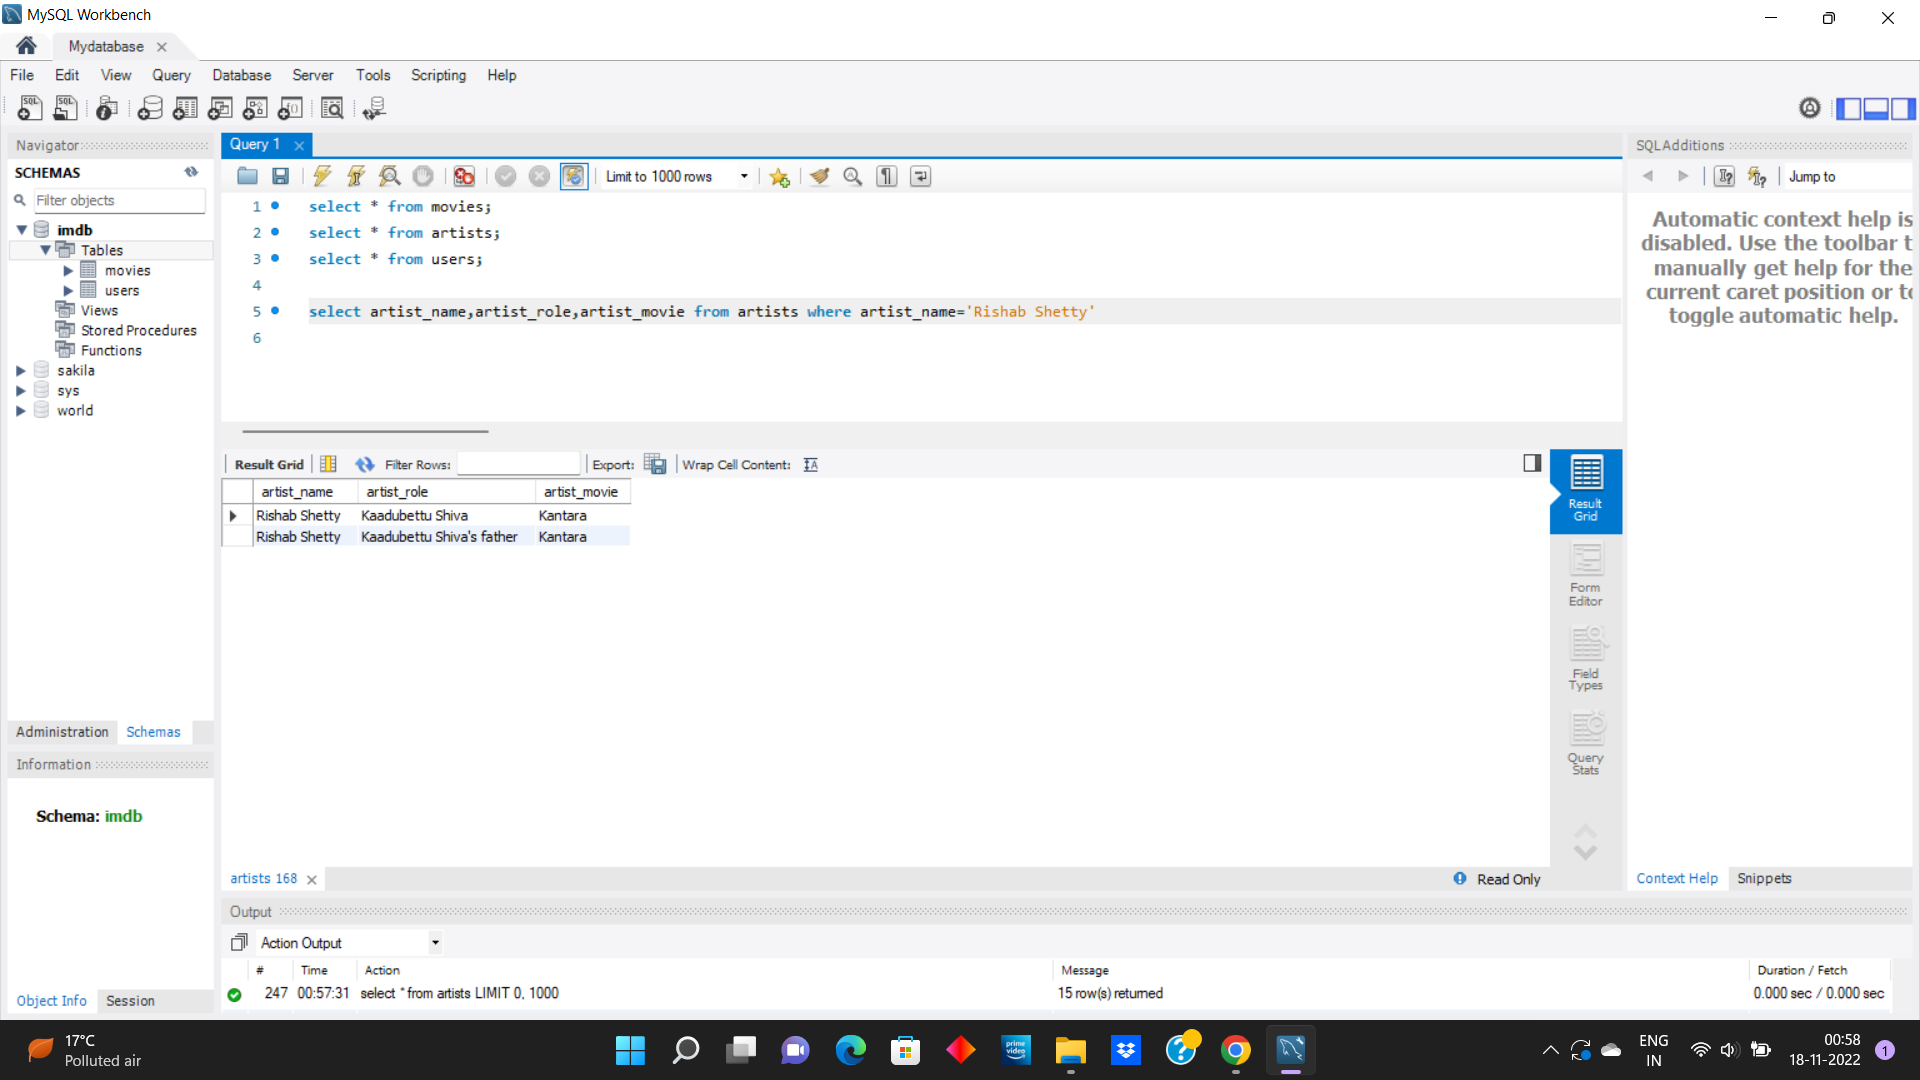 MySQL Workbench
Mydatabase
File Edit View Query Database Server Tools Scripting Help
Navigator
SCHEMAS
Filter objects
imdb
Tables
movies
users
Views
Stored Procedures
Functions
sakila
sys
world
Administration Schemas
Information
Schema: imdb
Object Info Session
Query 1
Limit to 1000 rows
1 select * from movies;
2 select * from artists;
3 select * from users;
4
5 select artist_name,artist_role,artist_movie from artists where artist_name='Rishab Shetty'
6
Result Grid Filter Rows: Export: Wrap Cell Content:
artist_name artist_role artist_movie
Rishab Shetty Kaadubettu Shiva Kantara
Rishab Shetty Kaadubettu Shiva's father Kantara
Result
Grid
Form
Editor
Field
Types
Query
Stats
artists 168
Read Only
SQLAdditions
Jump to
Automatic context help is
disabled. Use the toolbar t
manually get help for the
current caret position or to
toggle automatic help.
Context Help Snippets
Output
Action Output
# Time Action Message Duration / Fetch
247 00:57:31 select * from artists LIMIT 0, 1000 15 row(s) returned 0.000 sec / 0.000 sec
17°C
Polluted air
prime
video
ENG
IN
00:58
18-11-2022
1